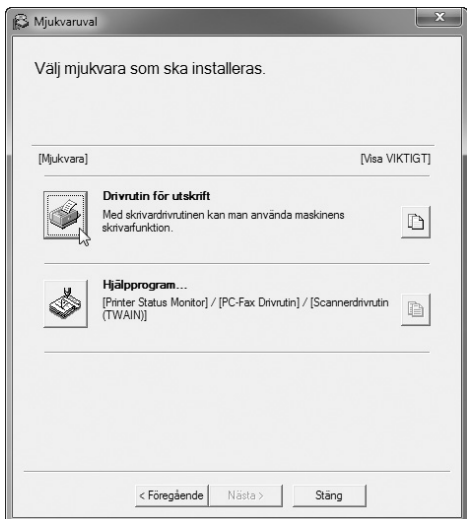 Mjukvaruval
Välj mjukvara som ska installeras.
[Mjukvara] [Visa VIKTIGT]
Drivrutin för utskrift
Med skrivardrivrutinen kan man använda maskinens
skrivarfunktion.
Hjälpprogram...
[Printer Status Monitor] / [PC-Fax Drivrutin] / [Scannerdrivrutin
(TWAIN)]
< Föregående Nästa > Stäng